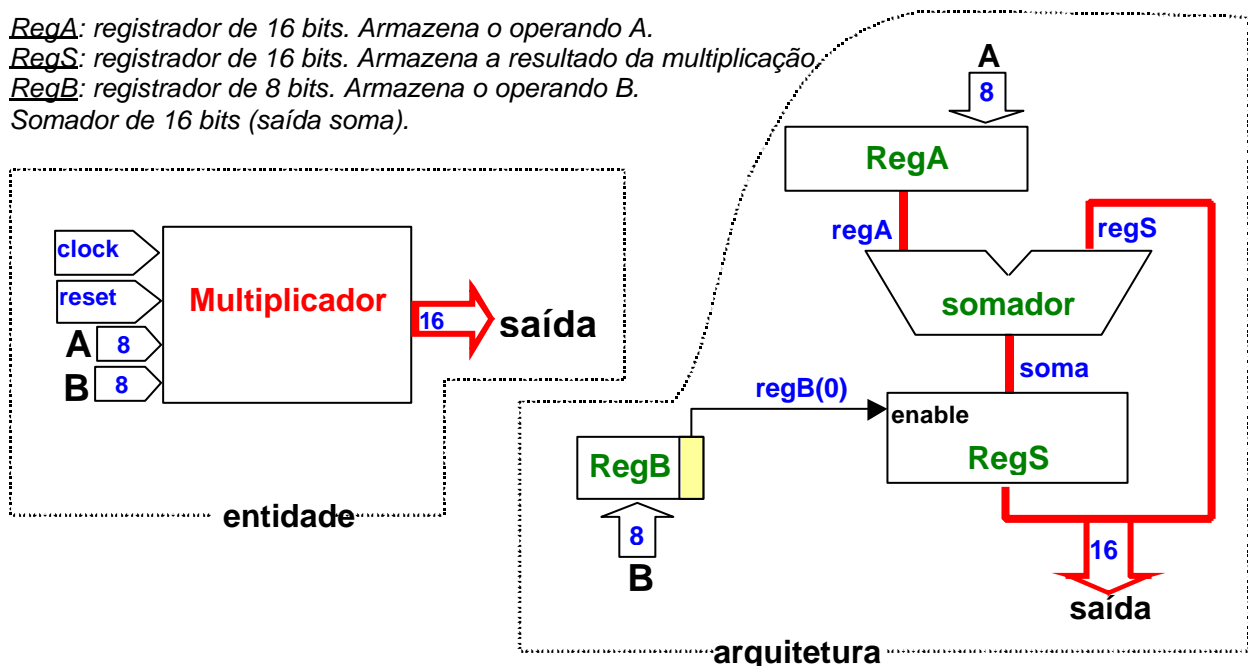 RegA: registrador de 16 bits. Armazena o operando A.
RegS: registrador de 16 bits. Armazena a resultado da multiplicação.
RegB: registrador de 8 bits. Armazena o operando B.
Somador de 16 bits (saída soma).
clock
reset
A 8
B 8
Multiplicador
16
saída
entidade
A
8
RegA
regA
regS
somador
soma
regB(0)
enable
RegS
RegB
8
B
16
saída
arquitetura